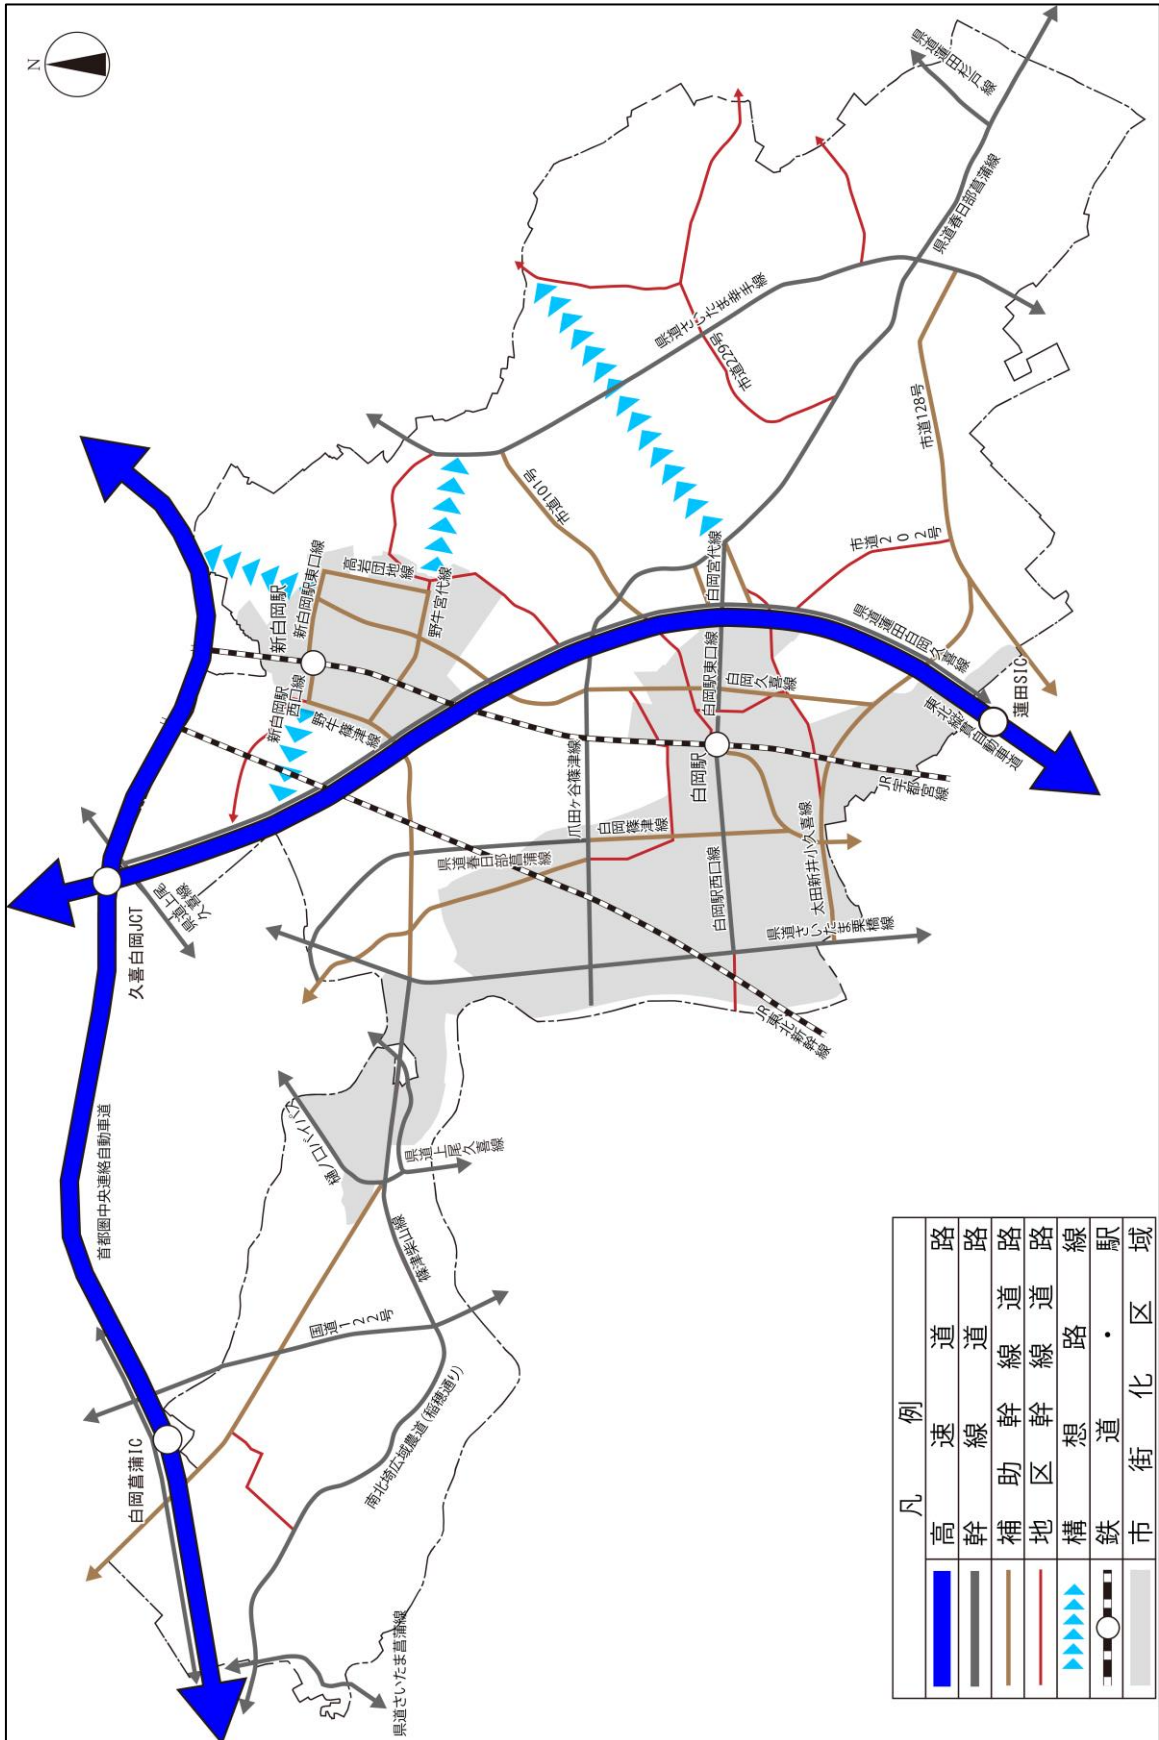 N
県道蓮田杉戸線
県道春日部菖蒲線
県道さいたま幸手線
市道229号
市道128号
市道101号
市道202号
新白岡駅東口線
新白岡駅
高岩団地線
野牛宮代線
白岡宮代線
新白岡駅
西口線
野牛篠津線
白岡駅東口線
白岡久喜線
県道蓮田白岡久喜線
東北縦貫自動車道
蓮田SIC
爪田ヶ谷篠津線
白岡駅
JR宇都宮線
白岡篠津線
県道春日部菖蒲線
白岡駅西口線
太田新井小久喜線
県道さいたま栗橋線
県道上尾
久喜線
久喜白岡JCT
JR東北新幹線
首都圏中央連絡自動車道
樋ノ口バイパス
県道上尾久喜線
篠津柴山線
国道122号
白岡菖蒲IC
南北埼広域農道(稲穂通り)
県道さいたま菖蒲線
凡例
高速道路
幹線道路
補助幹線道路
地区幹線道路
構想路線
鉄道・駅
市街化区域